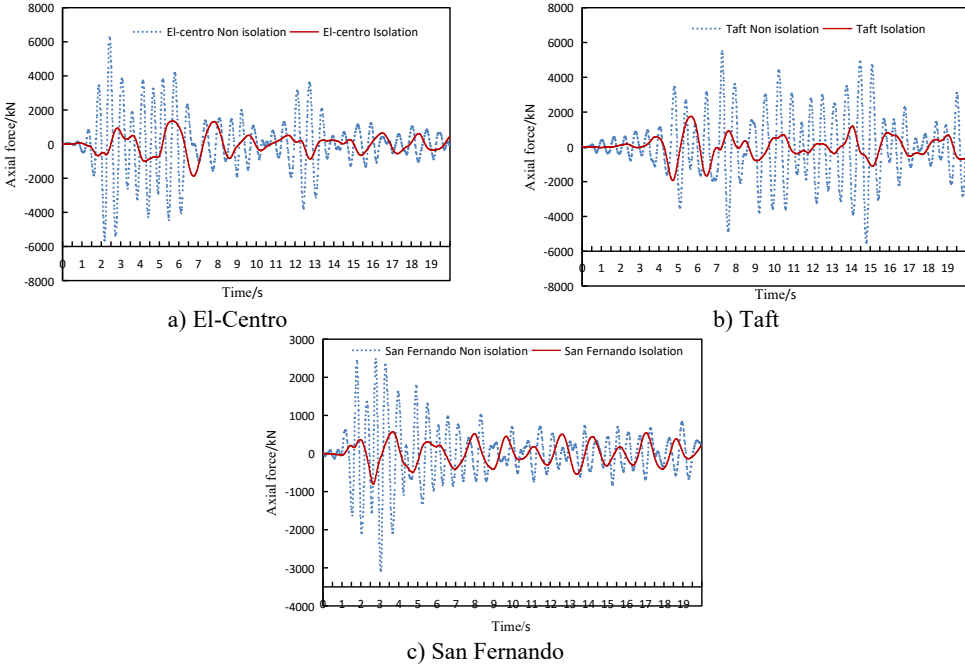 8000
6000
4000
2000
0
-2000
-4000
-6000
-8000
Axial force/kN
El-centro Non isolation El-centro Isolation
0 1 2 3 4 5 6 7 8 9 10 11 12 13 14 15 16 17 18 19
Time/s
a) El-Centro
8000
6000
4000
2000
0
-2000
-4000
-6000
-8000
Axial force/kN
Taft Non isolation Taft Isolation
0 1 2 3 4 5 6 7 8 9 10 11 12 13 14 15 16 17 18 19
Time/s
b) Taft
3000
2000
1000
0
-1000
-2000
-3000
-4000
Axial force/kN
San Fernando Non isolation San Fernando Isolation
0 1 2 3 4 5 6 7 8 9 10 11 12 13 14 15 16 17 18 19
Time/s
c) San Fernando